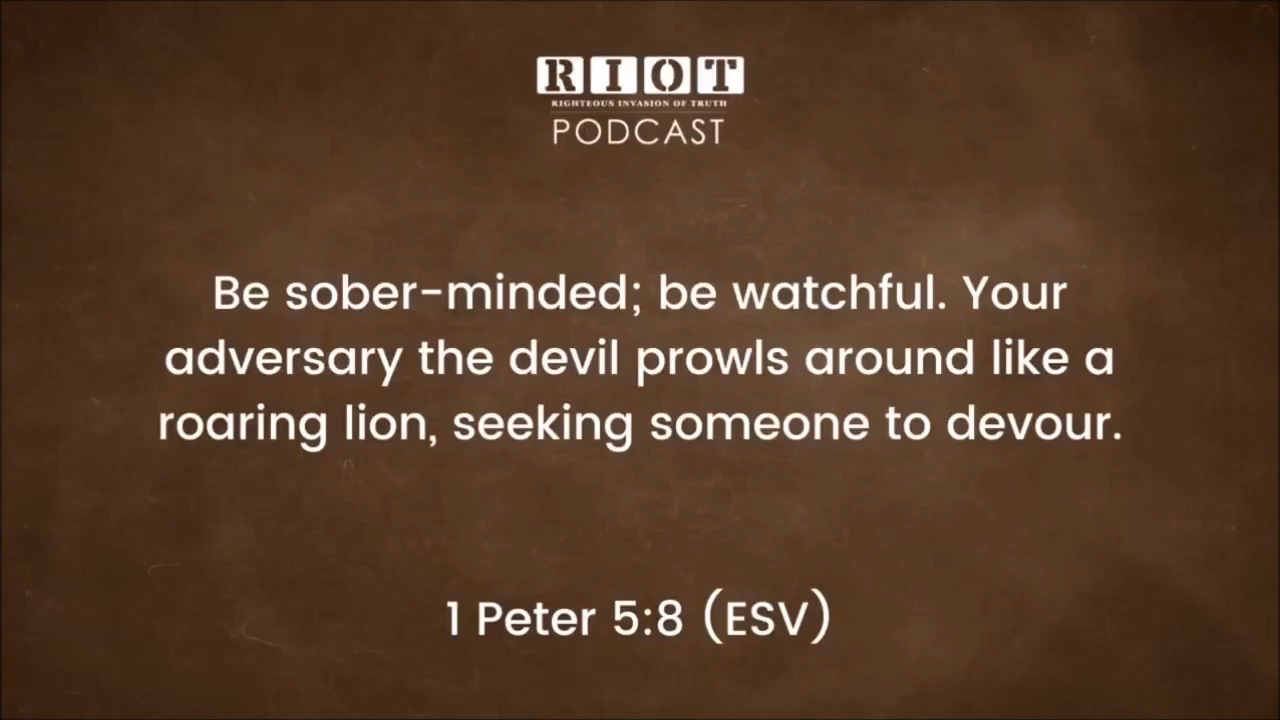 RIOT
RIGHTEOUS INVASION OF TRUTH
PODCAST
Be sober-minded; be watchful. Your
adversary the devil prowls around like a
roaring lion, seeking someone to devour.
1 Peter 5:8 (ESV)